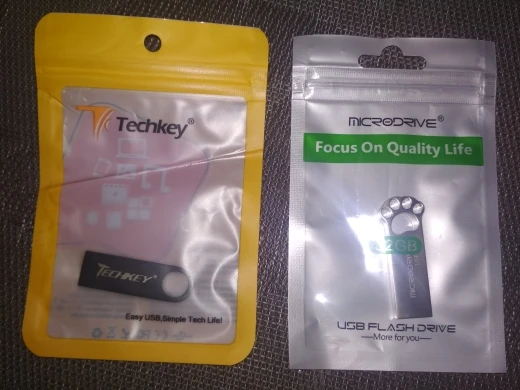 Techkey®
TECHKEY
Easy USB,Simple Tech Life!
MICRODRIVE®
Focus On Quality Life
32GB
MICRODRIVE
USB FLASH DRIVE
—More for you—